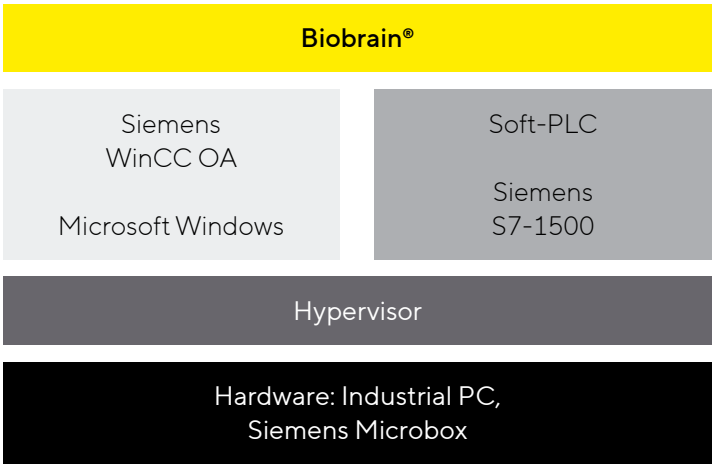 Biobrain®
Siemens
WinCC OA
Microsoft Windows
Soft-PLC
Siemens
S7-1500
Hypervisor
Hardware: Industrial PC,
Siemens Microbox